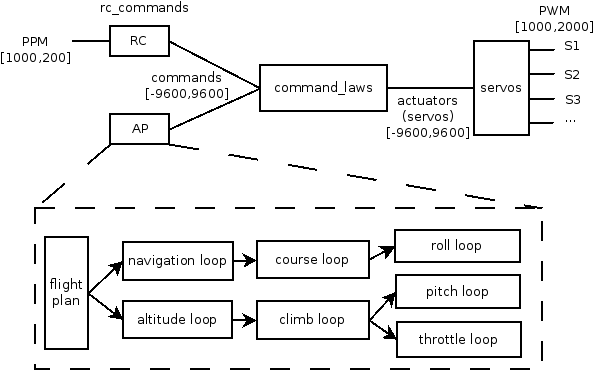 rc_commands
PWM
[1000,2000]
PPM
[1000,200]
RC
S1
commands
[-9600,9600]
command_laws
servos
S2
actuators
(servos)
[-9600,9600]
S3
...
AP
flight
plan
navigation loop
course loop
roll loop
altitude loop
climb loop
pitch loop
throttle loop